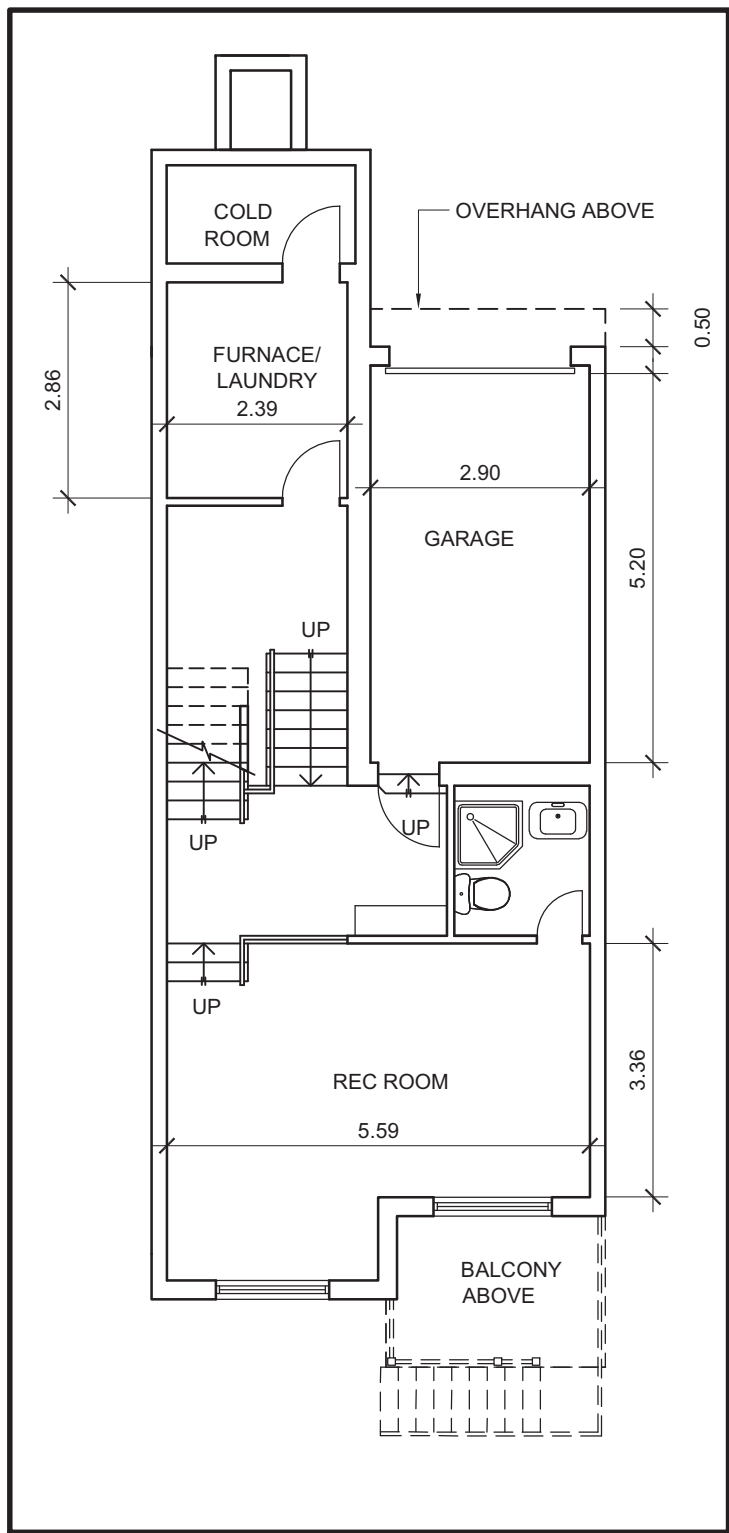 COLD
ROOM
OVERHANG ABOVE
0.50
FURNACE/
LAUNDRY
2.86
2.39
2.90
GARAGE
5.20
UP
UP
UP
UP
REC ROOM
3.36
5.59
BALCONY
ABOVE